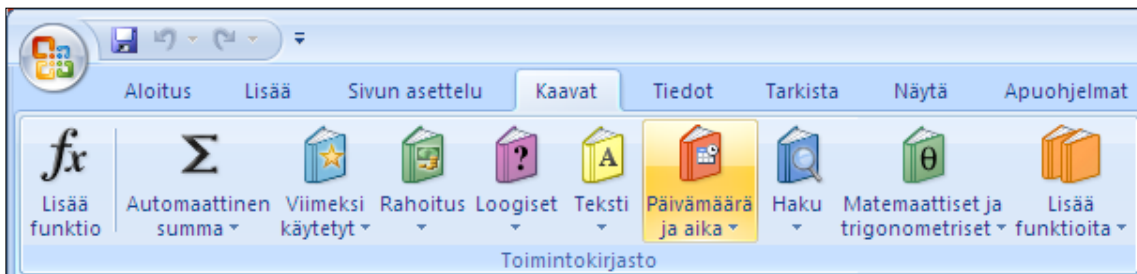 Aloitus Lisää Sivun asettelu Kaavat Tiedot Tarkista Näytä Apuohjelmat
fx Σ ? A θ
Lisää Automaattinen Viimeksi Rahoitus Loogiset Teksti Päivämäärä Haku Matemaattiset ja Lisää
funktio summa käytetyt ja aika trigonometriset funktioita
Toimintokirjasto